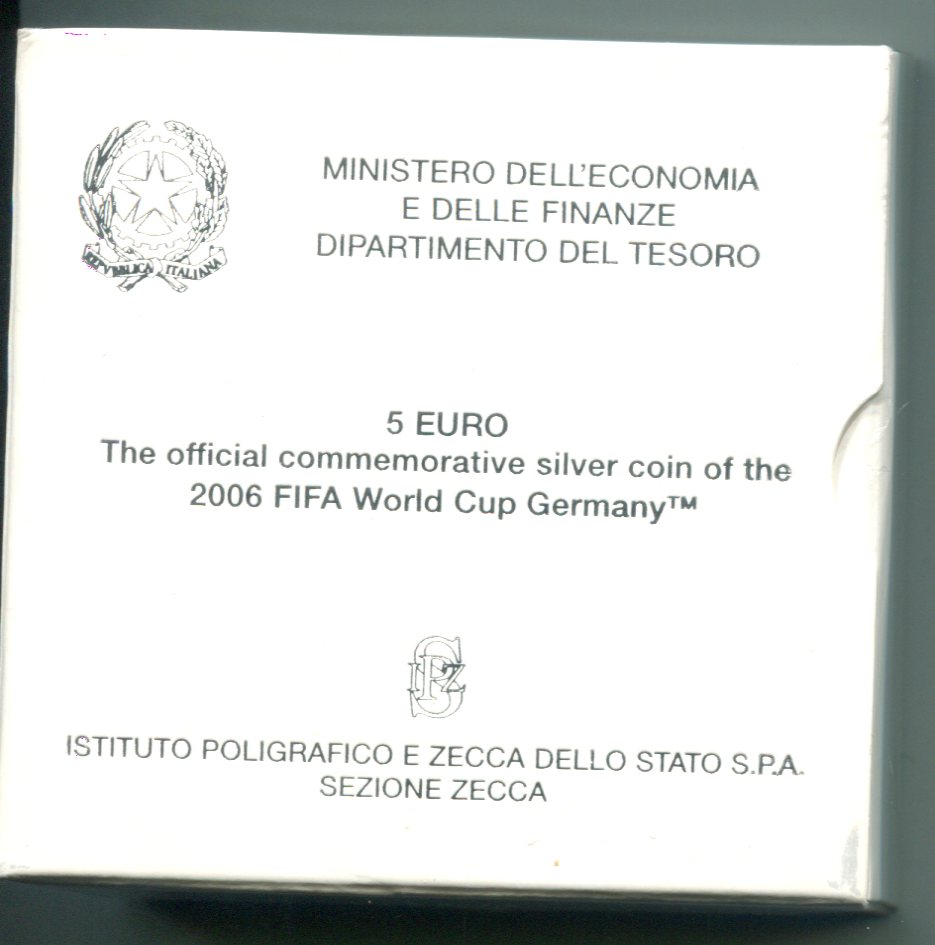 REPVBBLICA ITALIANA
MINISTERO DELL'ECONOMIA
E DELLE FINANZE
DIPARTIMENTO DEL TESORO
5 EURO
The official commemorative silver coin of the
2006 FIFA World Cup Germany™
IPZS
ISTITUTO POLIGRAFICO E ZECCA DELLO STATO S.P.A.
SEZIONE ZECCA